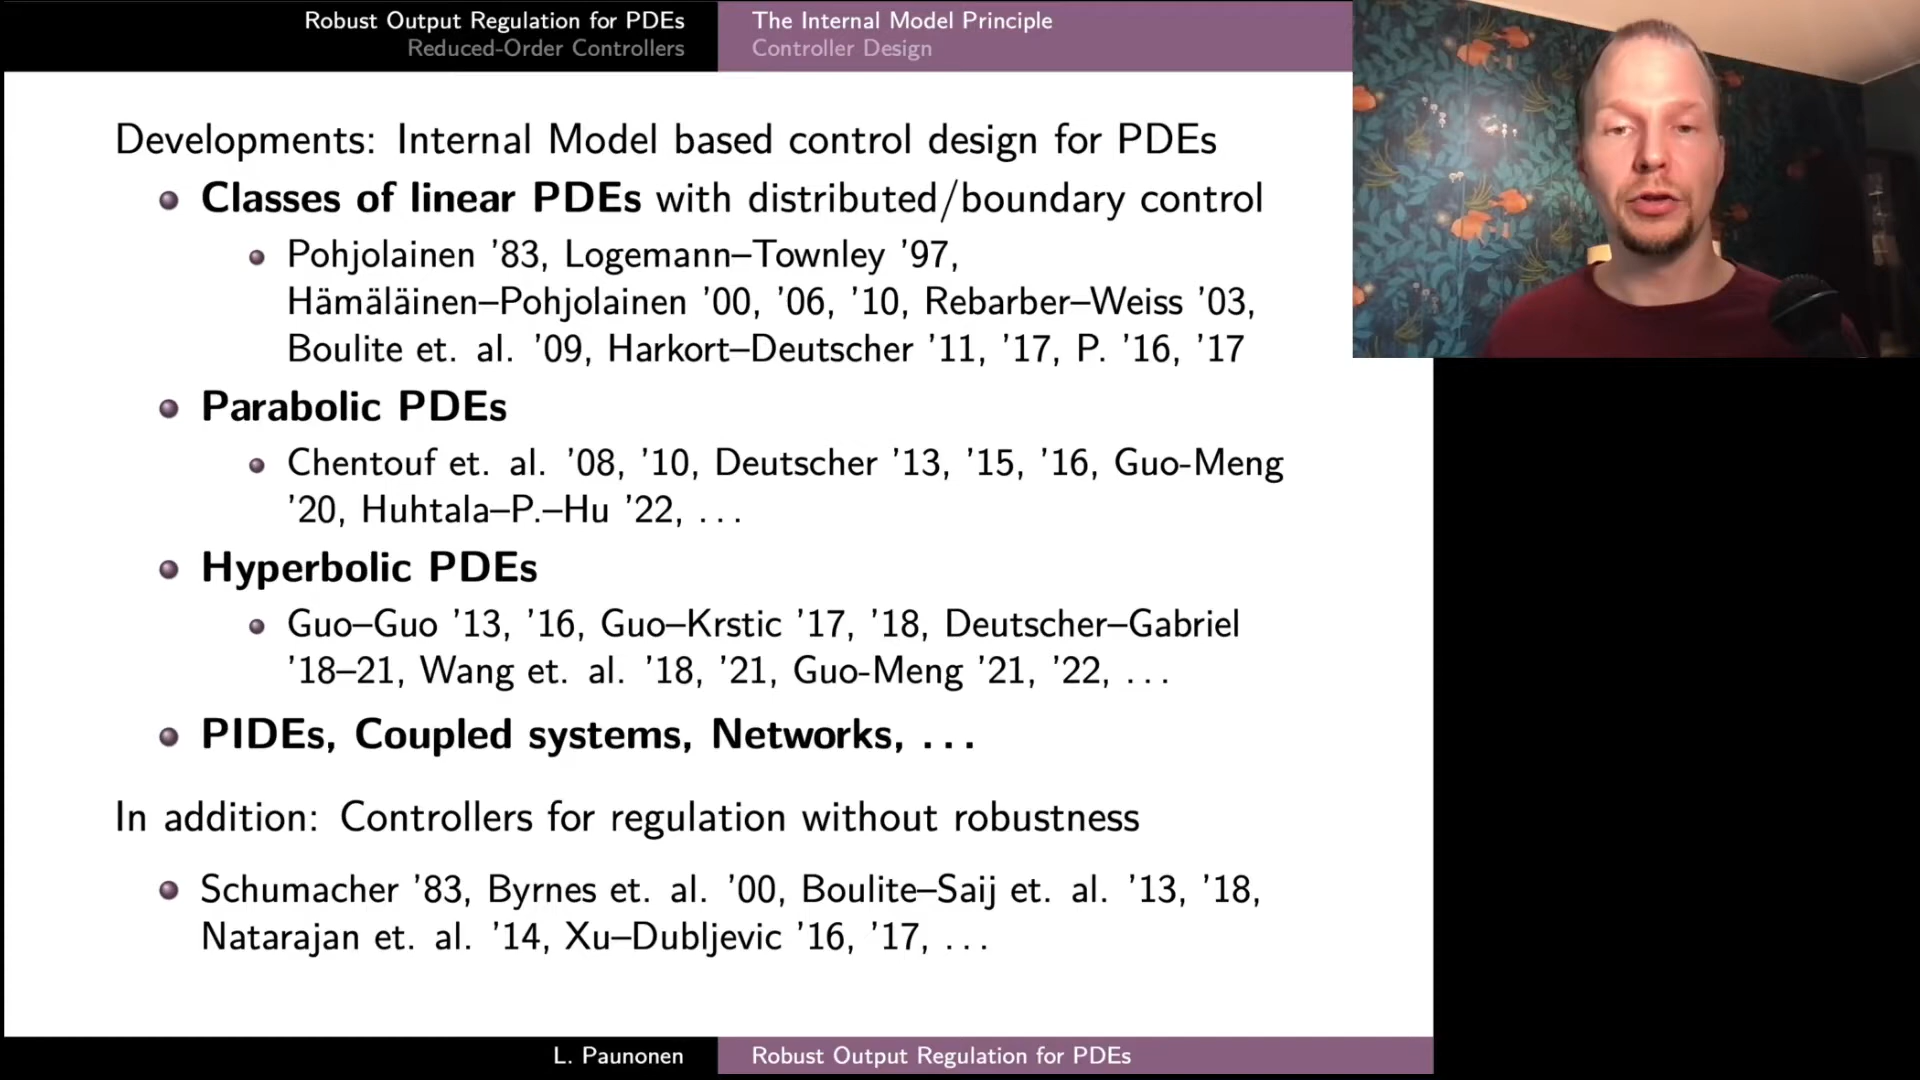 Robust Output Regulation for PDEs
Reduced-Order Controllers
The Internal Model Principle
Controller Design
Developments: Internal Model based control design for PDEs
Classes of linear PDEs with distributed/boundary control
Pohjolainen '83, Logemann–Townley '97,
Hämäläinen–Pohjolainen '00, '06, '10, Rebarber–Weiss '03,
Boulite et. al. '09, Harkort–Deutscher '11, '17, P. '16, '17
Parabolic PDEs
Chentouf et. al. '08, '10, Deutscher '13, '15, '16, Guo-Meng
'20, Huhtala–P.–Hu '22, ...
Hyperbolic PDEs
Guo–Guo '13, '16, Guo–Krstic '17, '18, Deutscher–Gabriel
'18–21, Wang et. al. '18, '21, Guo-Meng '21, '22, ...
PIDEs, Coupled systems, Networks, ...
In addition: Controllers for regulation without robustness
Schumacher '83, Byrnes et. al. '00, Boulite–Saij et. al. '13, '18,
Natarajan et. al. '14, Xu–Dubljevic '16, '17, ...
L. Paunonen
Robust Output Regulation for PDEs